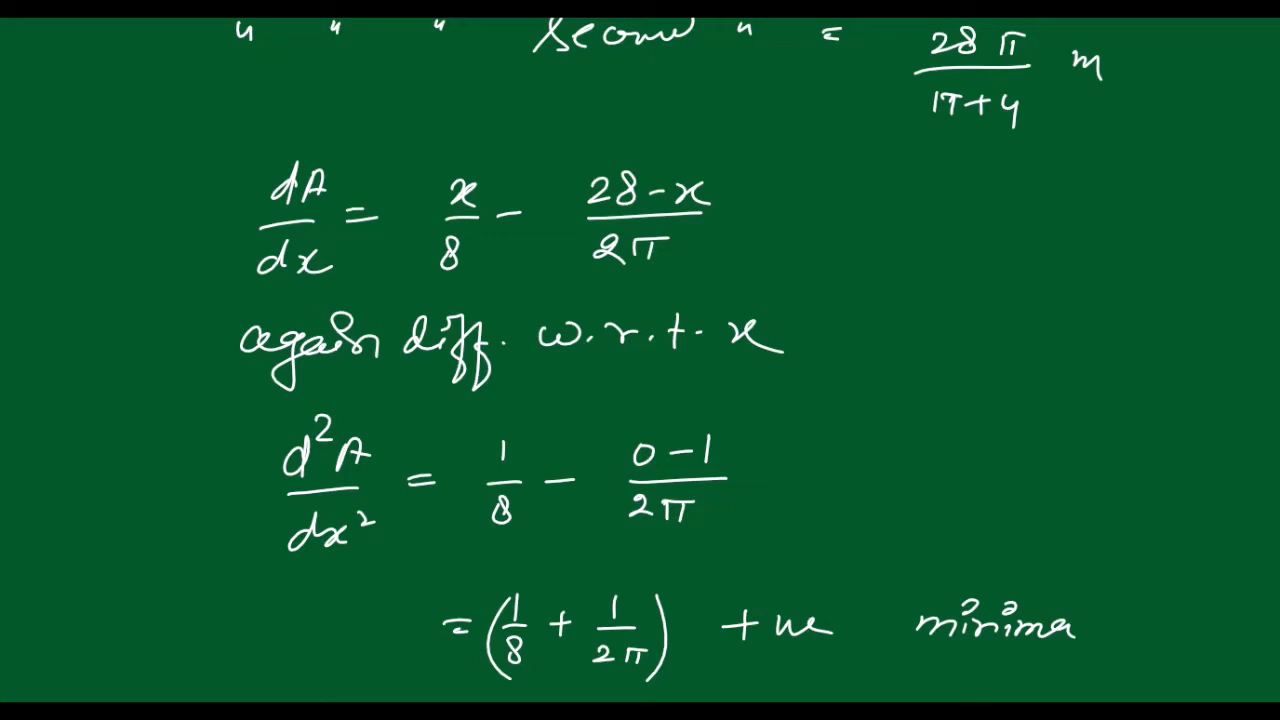 " " " Second " = 28π/π+4 m
dA/dx = x/8 - 28-x/2π
again diff. w.r.t. x
d²A/dx² = 1/8 - 0-1/2π
= (1/8 + 1/2π) +ve minima